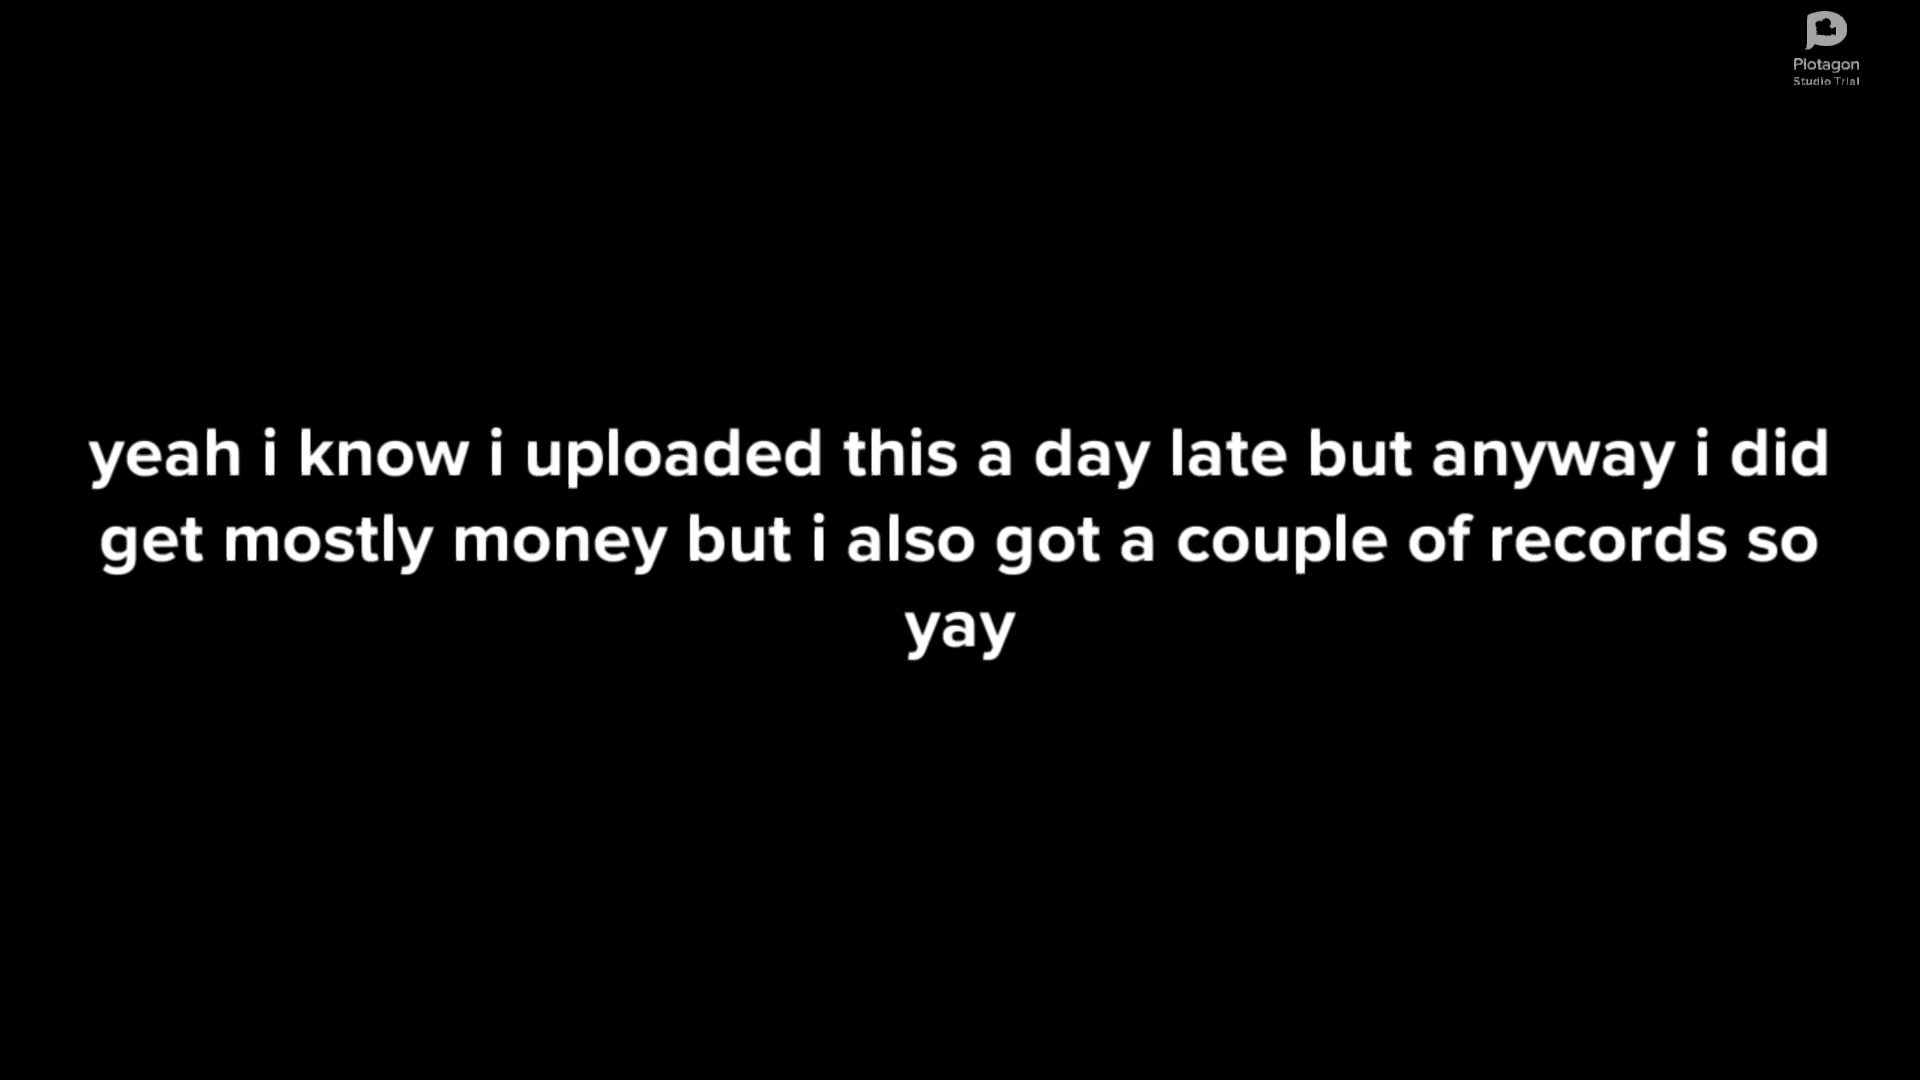 Plotagon
Studio Trial
yeah i know i uploaded this a day late but anyway i did
get mostly money but i also got a couple of records so
yay